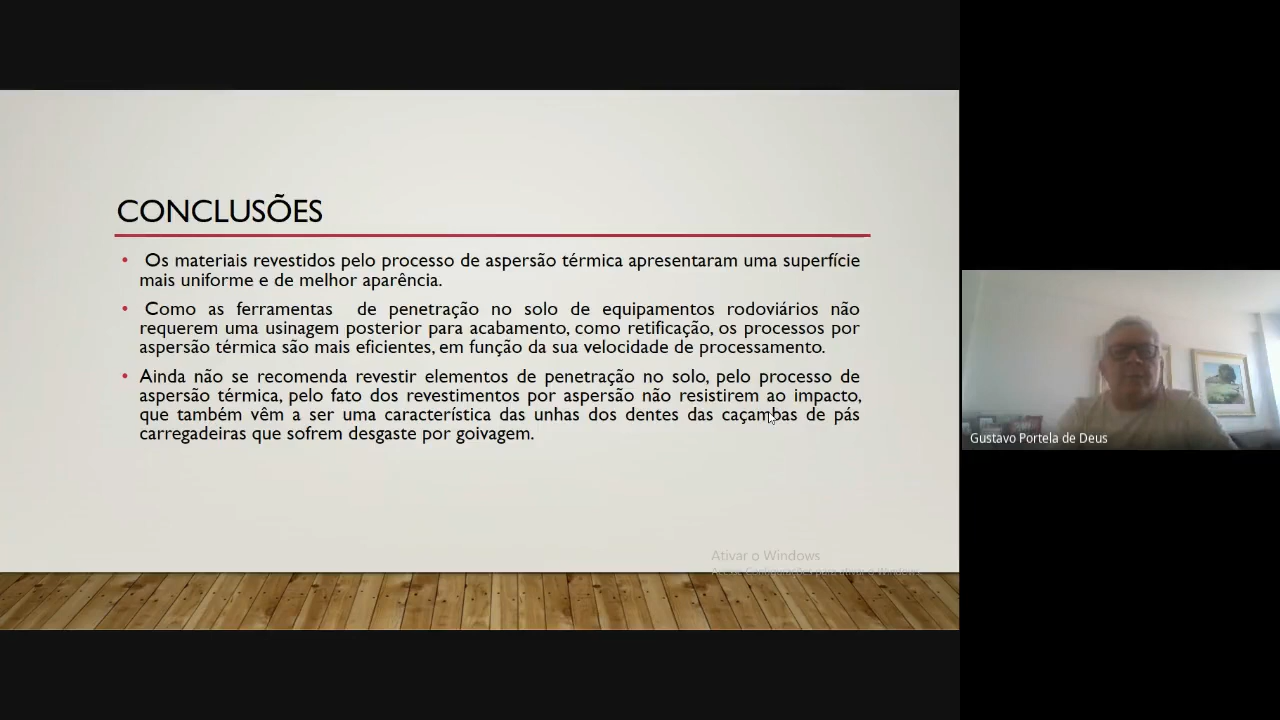 CONCLUSÕES
• Os materiais revestidos pelo processo de aspersão térmica apresentaram uma superfície
mais uniforme e de melhor aparência.
• Como as ferramentas de penetração no solo de equipamentos rodoviários não
requerem uma usinagem posterior para acabamento, como retificação, os processos por
aspersão térmica são mais eficientes, em função da sua velocidade de processamento.
• Ainda não se recomenda revestir elementos de penetração no solo, pelo processo de
aspersão térmica, pelo fato dos revestimentos por aspersão não resistirem ao impacto,
que também vêm a ser uma característica das unhas dos dentes das caçambas de pás
carregadeiras que sofrem desgaste por goivagem.
Ativar o Windows
Acesse Configurações para ativar o Windows.
Gustavo Portela de Deus